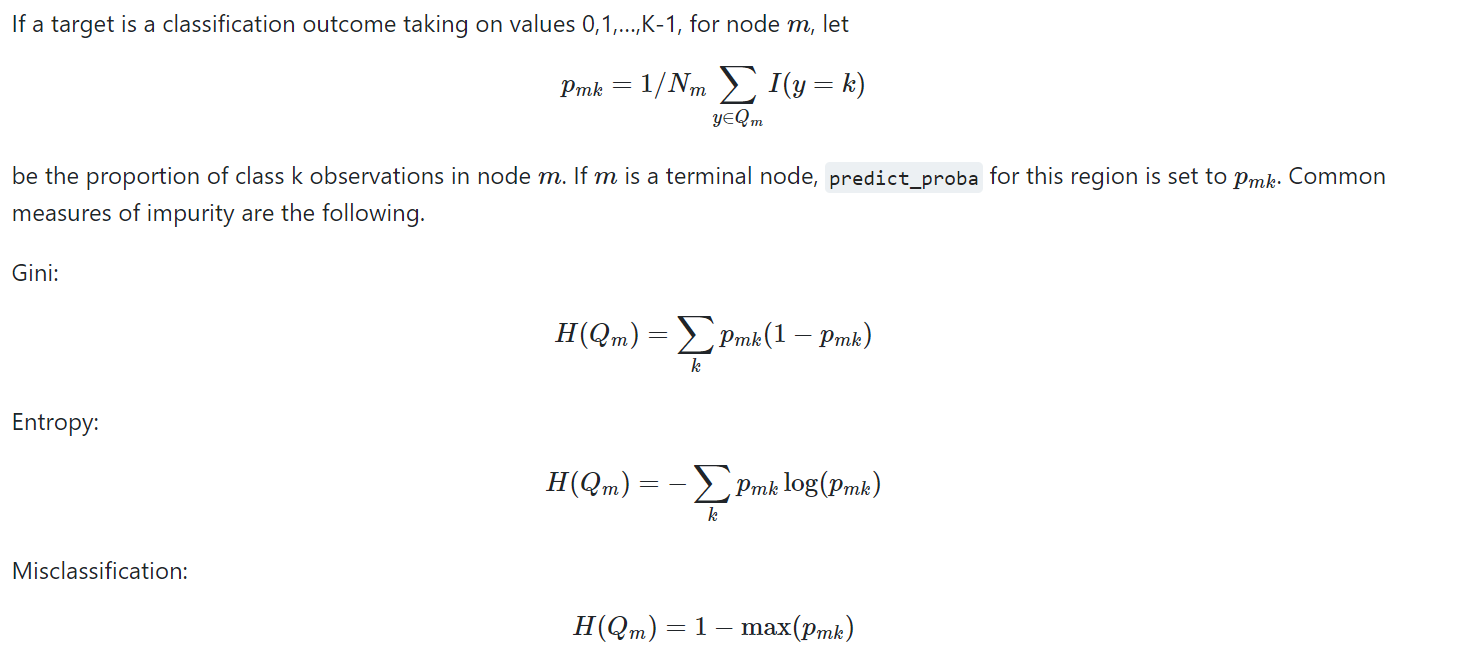 If a target is a classification outcome taking on values 0,1,…,K-1, for node m, let
p_{mk} = 1/N_m \sum_{y \in Q_m} I(y = k)
be the proportion of class k observations in node m. If m is a terminal node, predict_proba for this region is set to p_{mk}. Common
measures of impurity are the following.
Gini:
H(Q_m) = \sum_k p_{mk}(1 - p_{mk})
Entropy:
H(Q_m) = - \sum_k p_{mk} \log(p_{mk})
Misclassification:
H(Q_m) = 1 - \max(p_{mk})